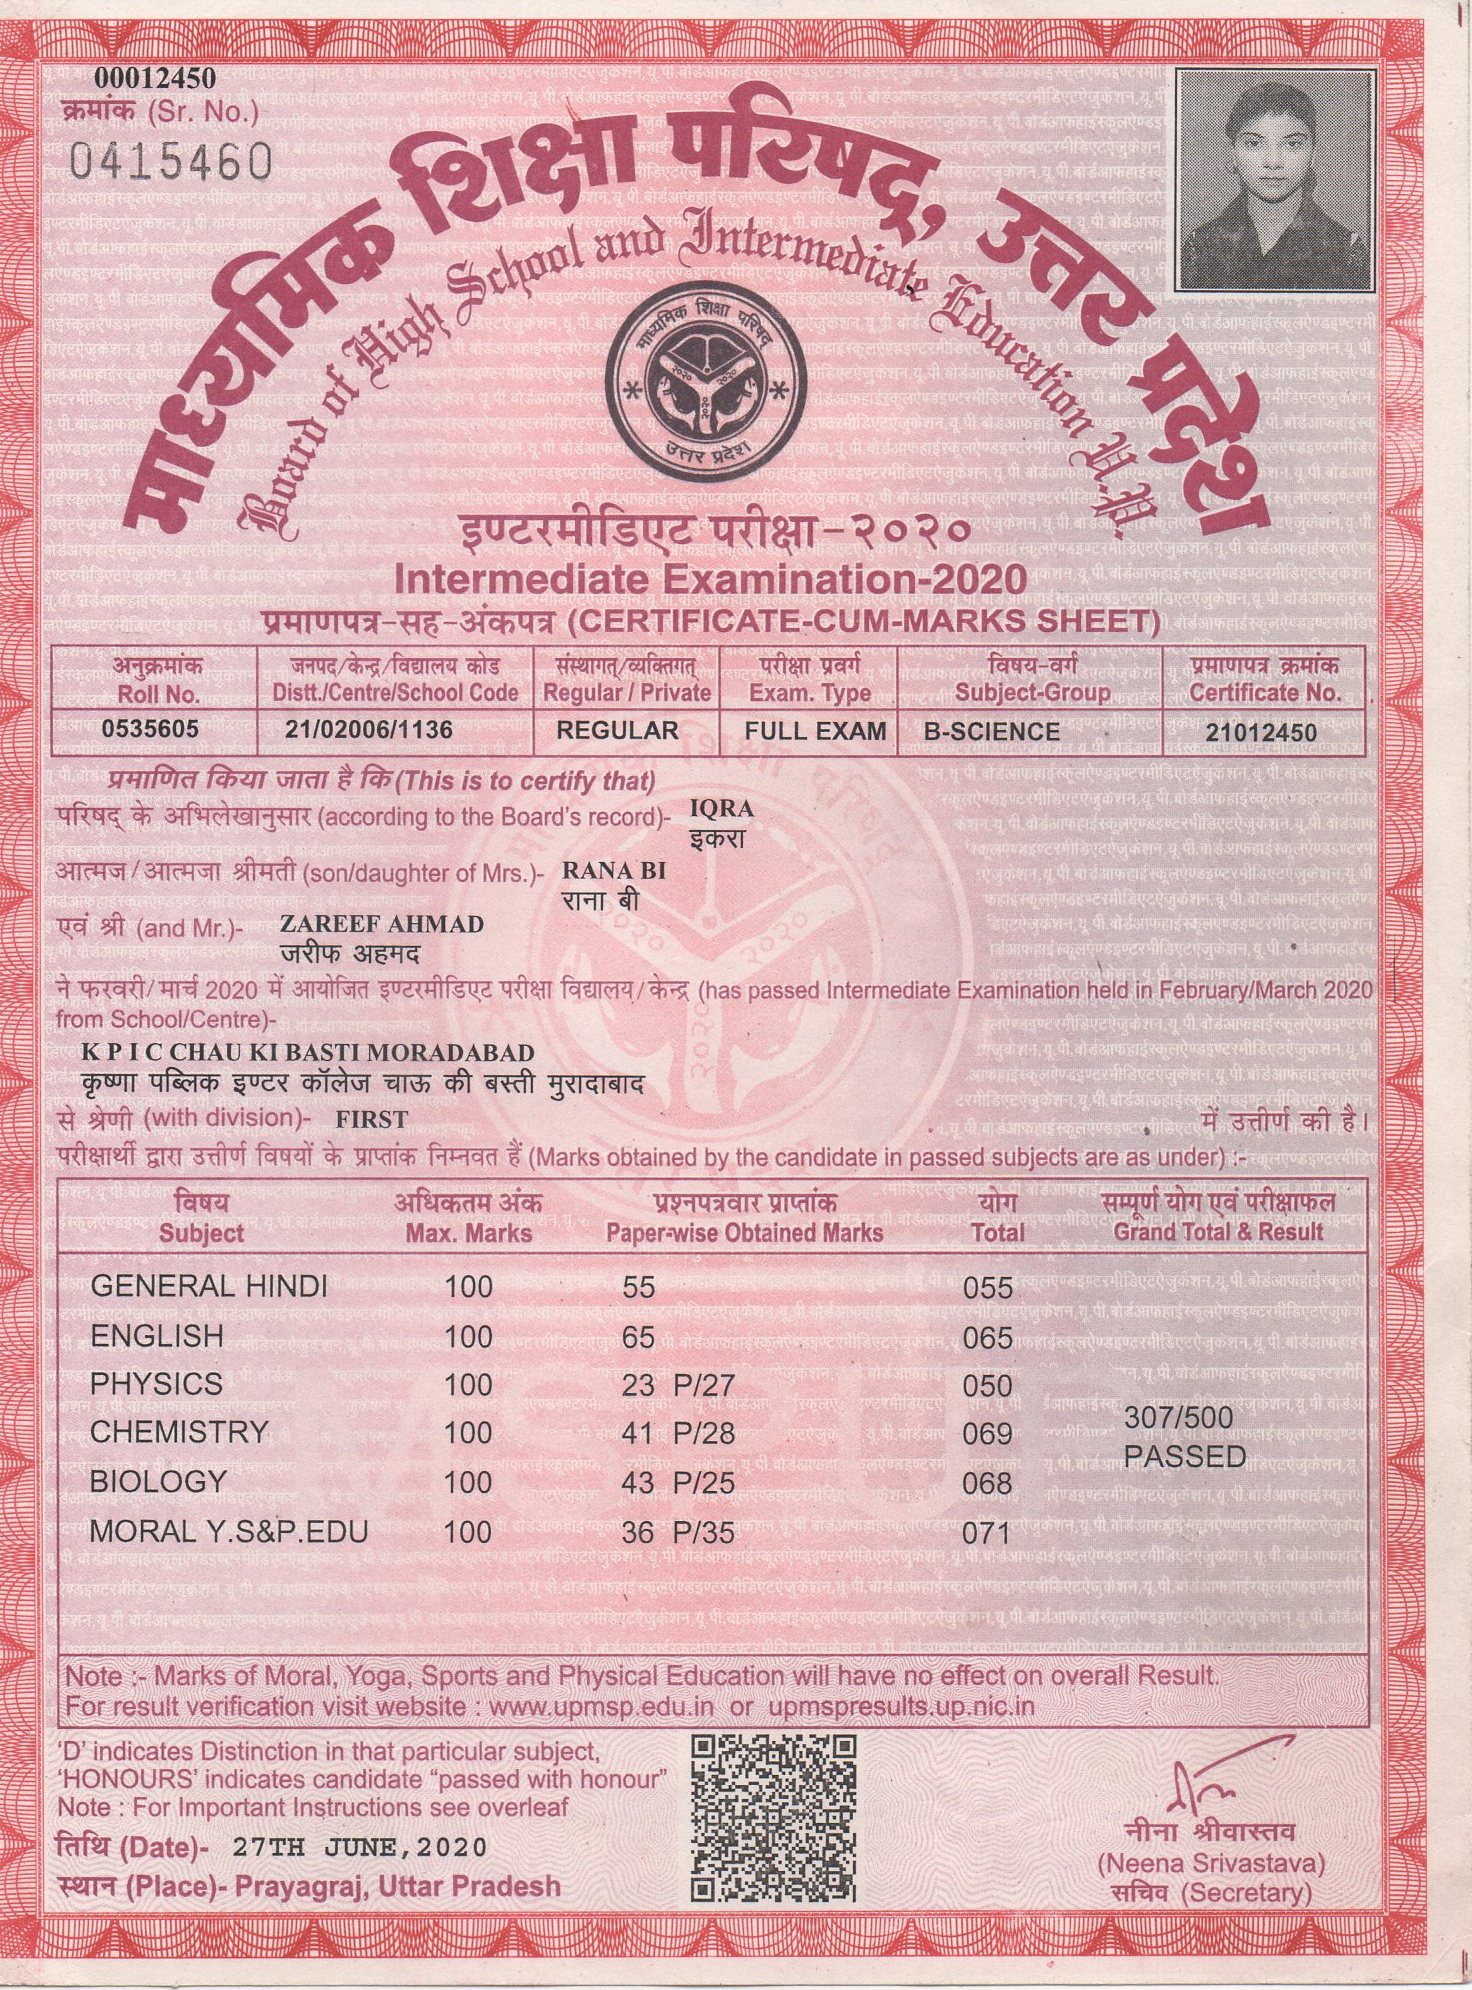 00012450
क्रमांक (Sr. No.)
0415460
माध्यमिक शिक्षा परिषद्, उत्तर प्रदेश
Board of High School and Intermediate Education U.P.
माध्यमिक शिक्षा परिषद्
२०२० २०२०
२०२०
उत्तर प्रदेश
इण्टरमीडिएट परीक्षा-२०२०
Intermediate Examination-2020
प्रमाणपत्र-सह-अंकपत्र (CERTIFICATE-CUM-MARKS SHEET)
अनुक्रमांक जनपद/केन्द्र/विद्यालय कोड संस्थागत्/व्यक्तिगत् परीक्षा प्रवर्ग विषय-वर्ग प्रमाणपत्र क्रमांक
Roll No. Distt./Centre/School Code Regular / Private Exam. Type Subject-Group Certificate No.
0535605 21/02006/1136 REGULAR FULL EXAM B-SCIENCE 21012450
प्रमाणित किया जाता है कि (This is to certify that)
परिषद् के अभिलेखानुसार (according to the Board's record)- IQRA
इकरा
आत्मज/आत्मजा श्रीमती (son/daughter of Mrs.)- RANA BI
राना बी
एवं श्री (and Mr.)- ZAREEF AHMAD
जरीफ अहमद
ने फरवरी/मार्च 2020 में आयोजित इण्टरमीडिएट परीक्षा विद्यालय/केन्द्र (has passed Intermediate Examination held in February/March 2020
from School/Centre)-
K P I C CHAU KI BASTI MORADABAD
कृष्णा पब्लिक इण्टर कॉलेज चाऊ की बस्ती मुरादाबाद
से श्रेणी (with division)- FIRST में उत्तीर्ण की है।
परीक्षार्थी द्वारा उत्तीर्ण विषयों के प्राप्तांक निम्नवत हैं (Marks obtained by the candidate in passed subjects are as under) :-
विषय अधिकतम अंक प्रश्नपत्रवार प्राप्तांक योग सम्पूर्ण योग एवं परीक्षाफल
Subject Max. Marks Paper-wise Obtained Marks Total Grand Total & Result
GENERAL HINDI 100 55 055
ENGLISH 100 65 065
PHYSICS 100 23 P/27 050
307/500
CHEMISTRY 100 41 P/28 069
PASSED
BIOLOGY 100 43 P/25 068
MORAL Y.S&P.EDU 100 36 P/35 071
Note :- Marks of Moral, Yoga, Sports and Physical Education will have no effect on overall Result.
For result verification visit website : www.upmsp.edu.in or upmspresults.up.nic.in
'D' indicates Distinction in that particular subject,
'HONOURS' indicates candidate "passed with honour"
Note : For Important Instructions see overleaf
तिथि (Date)- 27TH JUNE,2020
स्थान (Place)- Prayagraj, Uttar Pradesh
नीना श्रीवास्तव
(Neena Srivastava)
सचिव (Secretary)